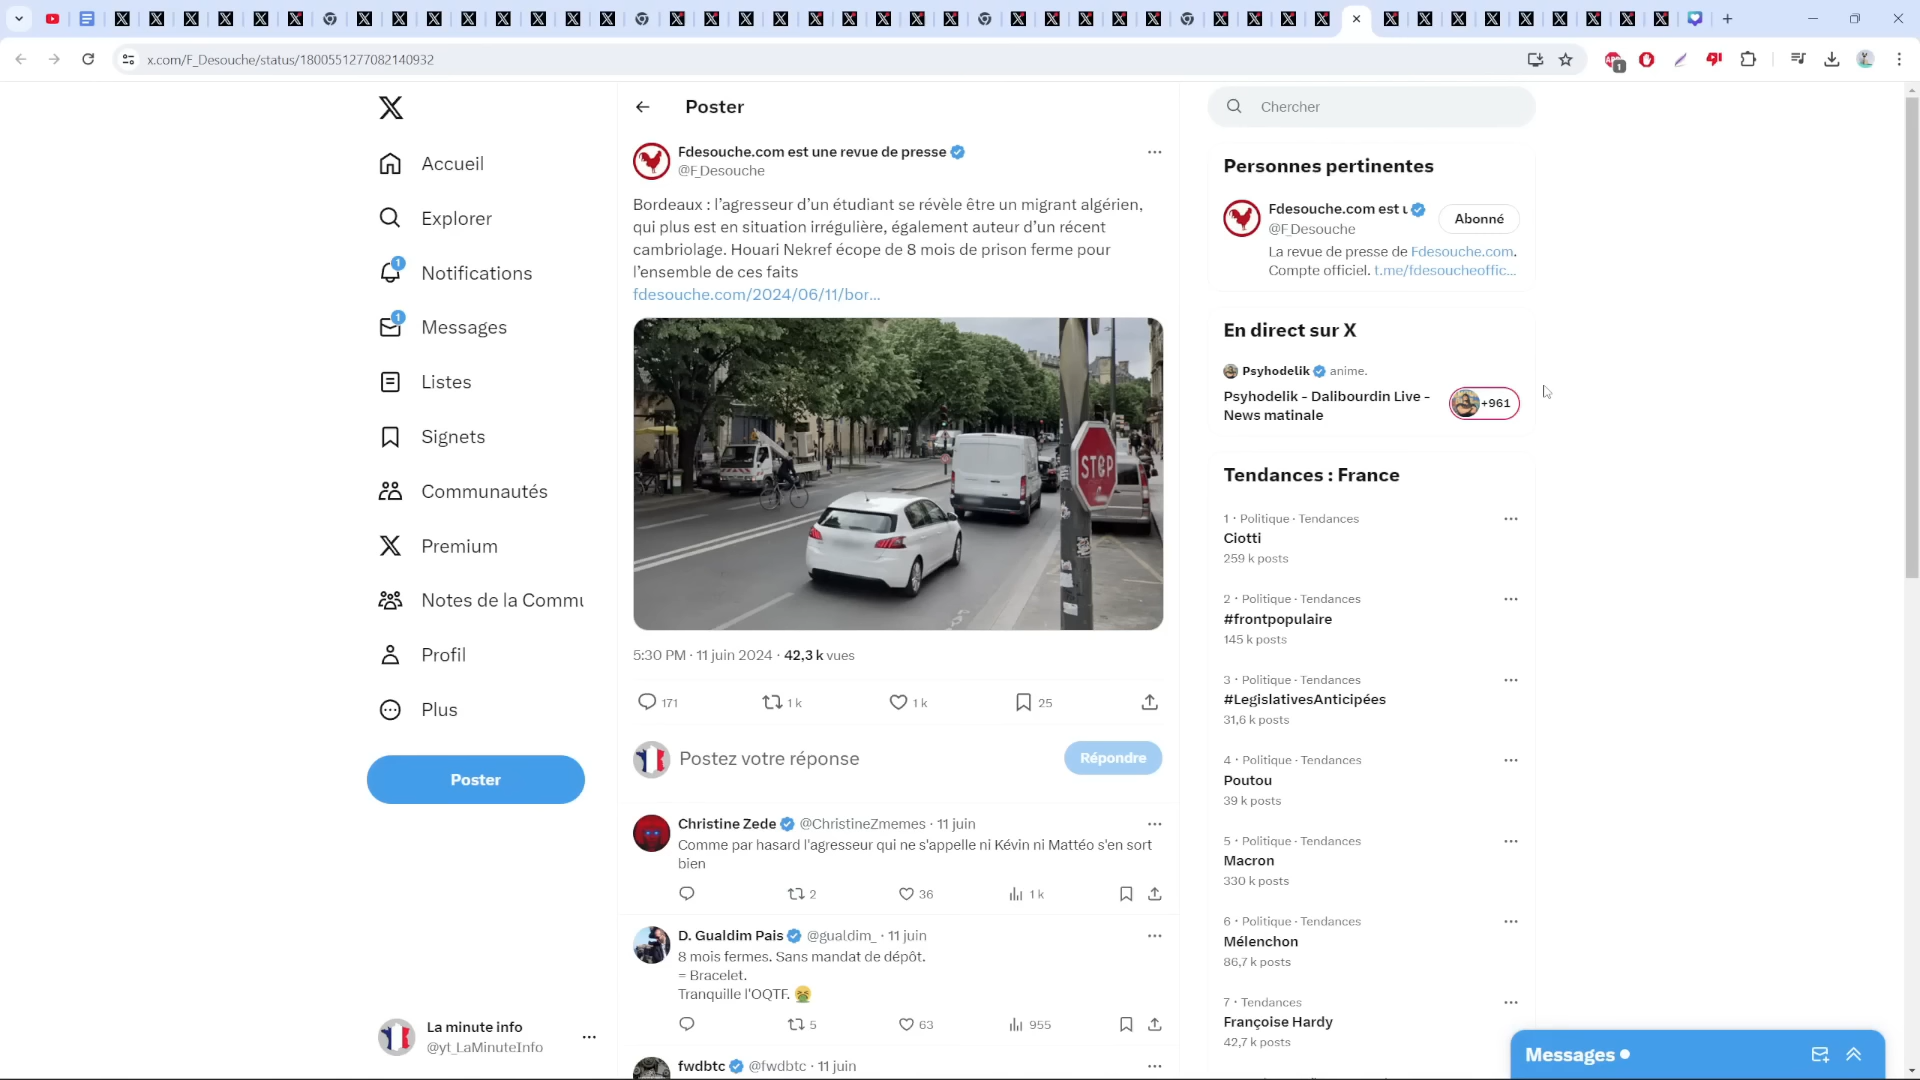 x.com/F_Desouche/status/1800551277082140932
1
Accueil
Explorer
1
Notifications
1
Messages
Listes
Signets
Communautés
Premium
Notes de la Commu
Profil
Plus
Poster
La minute info
@yt_LaMinuteInfo
Poster
Fdesouche.com est une revue de presse
@F_Desouche
Bordeaux : l’agresseur d’un étudiant se révèle être un migrant algérien,
qui plus est en situation irrégulière, également auteur d’un récent
cambriolage. Houari Nekref écope de 8 mois de prison ferme pour
l’ensemble de ces faits
fdesouche.com/2024/06/11/bor...
STOP
5:30 PM · 11 juin 2024 · 42,3 k vues
171
1 k
1 k
25
Postez votre réponse
Répondre
Christine Zede @ChristineZmemes · 11 juin
Comme par hasard l'agresseur qui ne s'appelle ni Kévin ni Mattéo s'en sort
bien
2
36
1 k
D. Gualdim Pais @gualdim_ · 11 juin
8 mois fermes. Sans mandat de dépôt.
= Bracelet.
Tranquille l'OQTF. 🤮
5
63
955
fwdbtc @fwdbtc · 11 juin
Chercher
Personnes pertinentes
Fdesouche.com est u
@F_Desouche
Abonné
La revue de presse de Fdesouche.com.
Compte officiel. t.me/fdesoucheoffic...
En direct sur X
Psyhodelik anime.
Psyhodelik - Dalibourdin Live -
News matinale
+961
Tendances : France
1 · Politique · Tendances
Ciotti
259 k posts
2 · Politique · Tendances
#frontpopulaire
145 k posts
3 · Politique · Tendances
#LegislativesAnticipées
31,6 k posts
4 · Politique · Tendances
Poutou
39 k posts
5 · Politique · Tendances
Macron
330 k posts
6 · Politique · Tendances
Mélenchon
86,7 k posts
7 · Tendances
Françoise Hardy
42,7 k posts
Messages